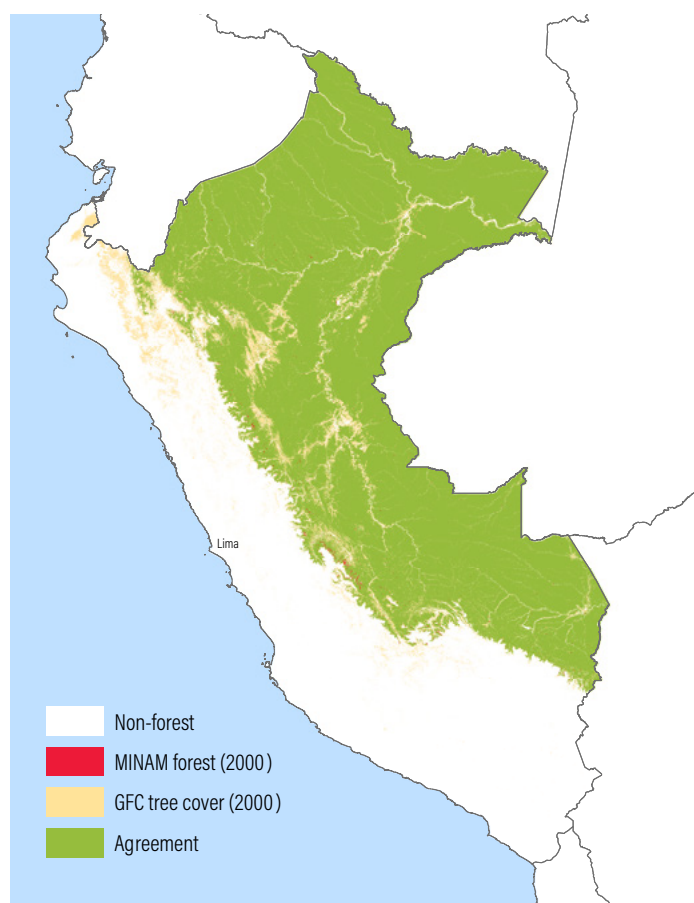 Lima
Non-forest
MINAM forest (2000)
GFC tree cover (2000)
Agreement